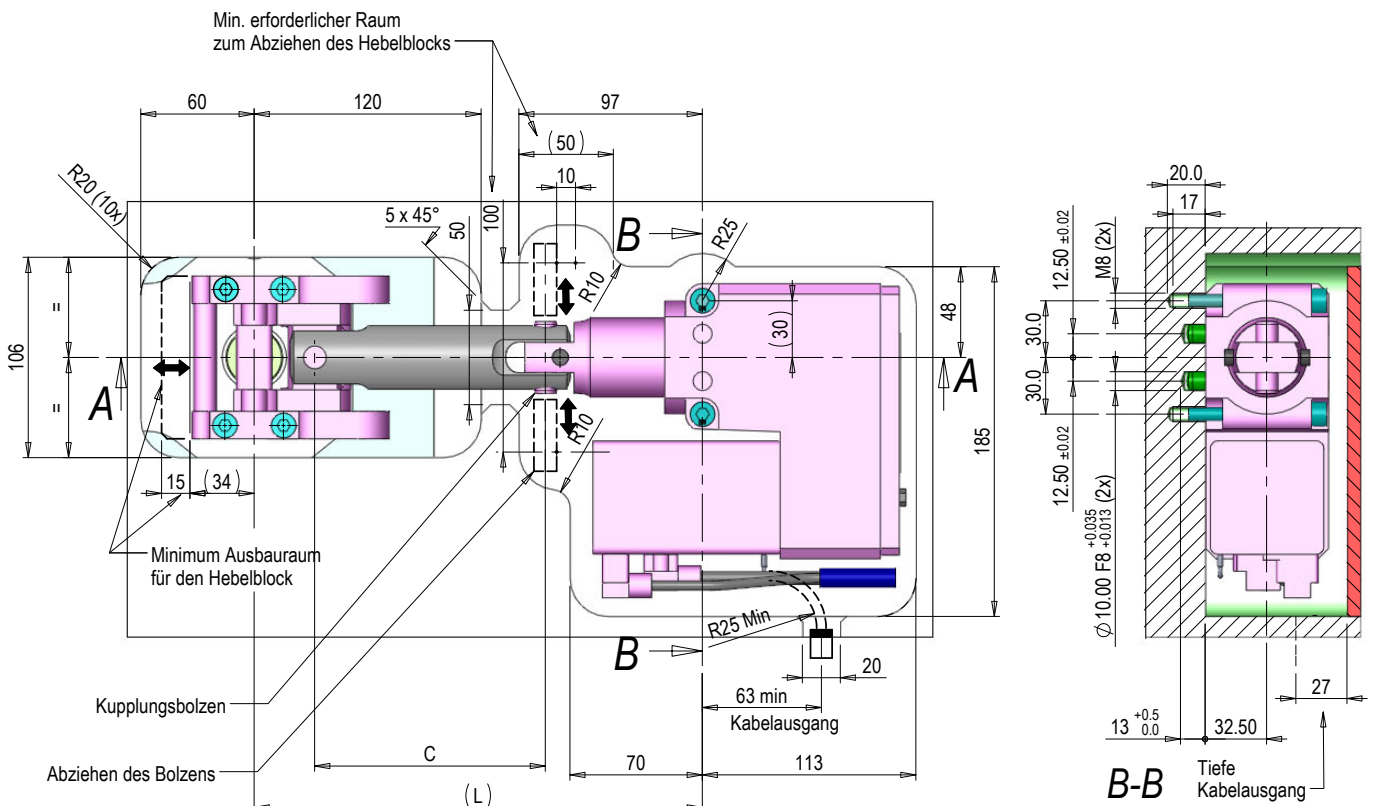 Min. erforderlicher Raum
zum Abziehen des Hebelblocks
60
120
97
(50)
10
R20 (10x)
5 x 45°
50
100
B
R25
R10
48
(30)
106
=
=
A
A
R10
185
15
(34)
Minimum Ausbauraum
für den Hebelblock
R25 Min
B
20
63 min
Kabelausgang
Kupplungsbolzen
C
70
113
Abziehen des Bolzens
(L)
20.0
17
12.50 ±0.02
M8 (2x)
30.0
30.0
12.50 ±0.02
∅10.00 F8 +0.035 +0.013 (2x)
27
13 +0.5 0.0
32.50
B-B
Tiefe
Kabelausgang